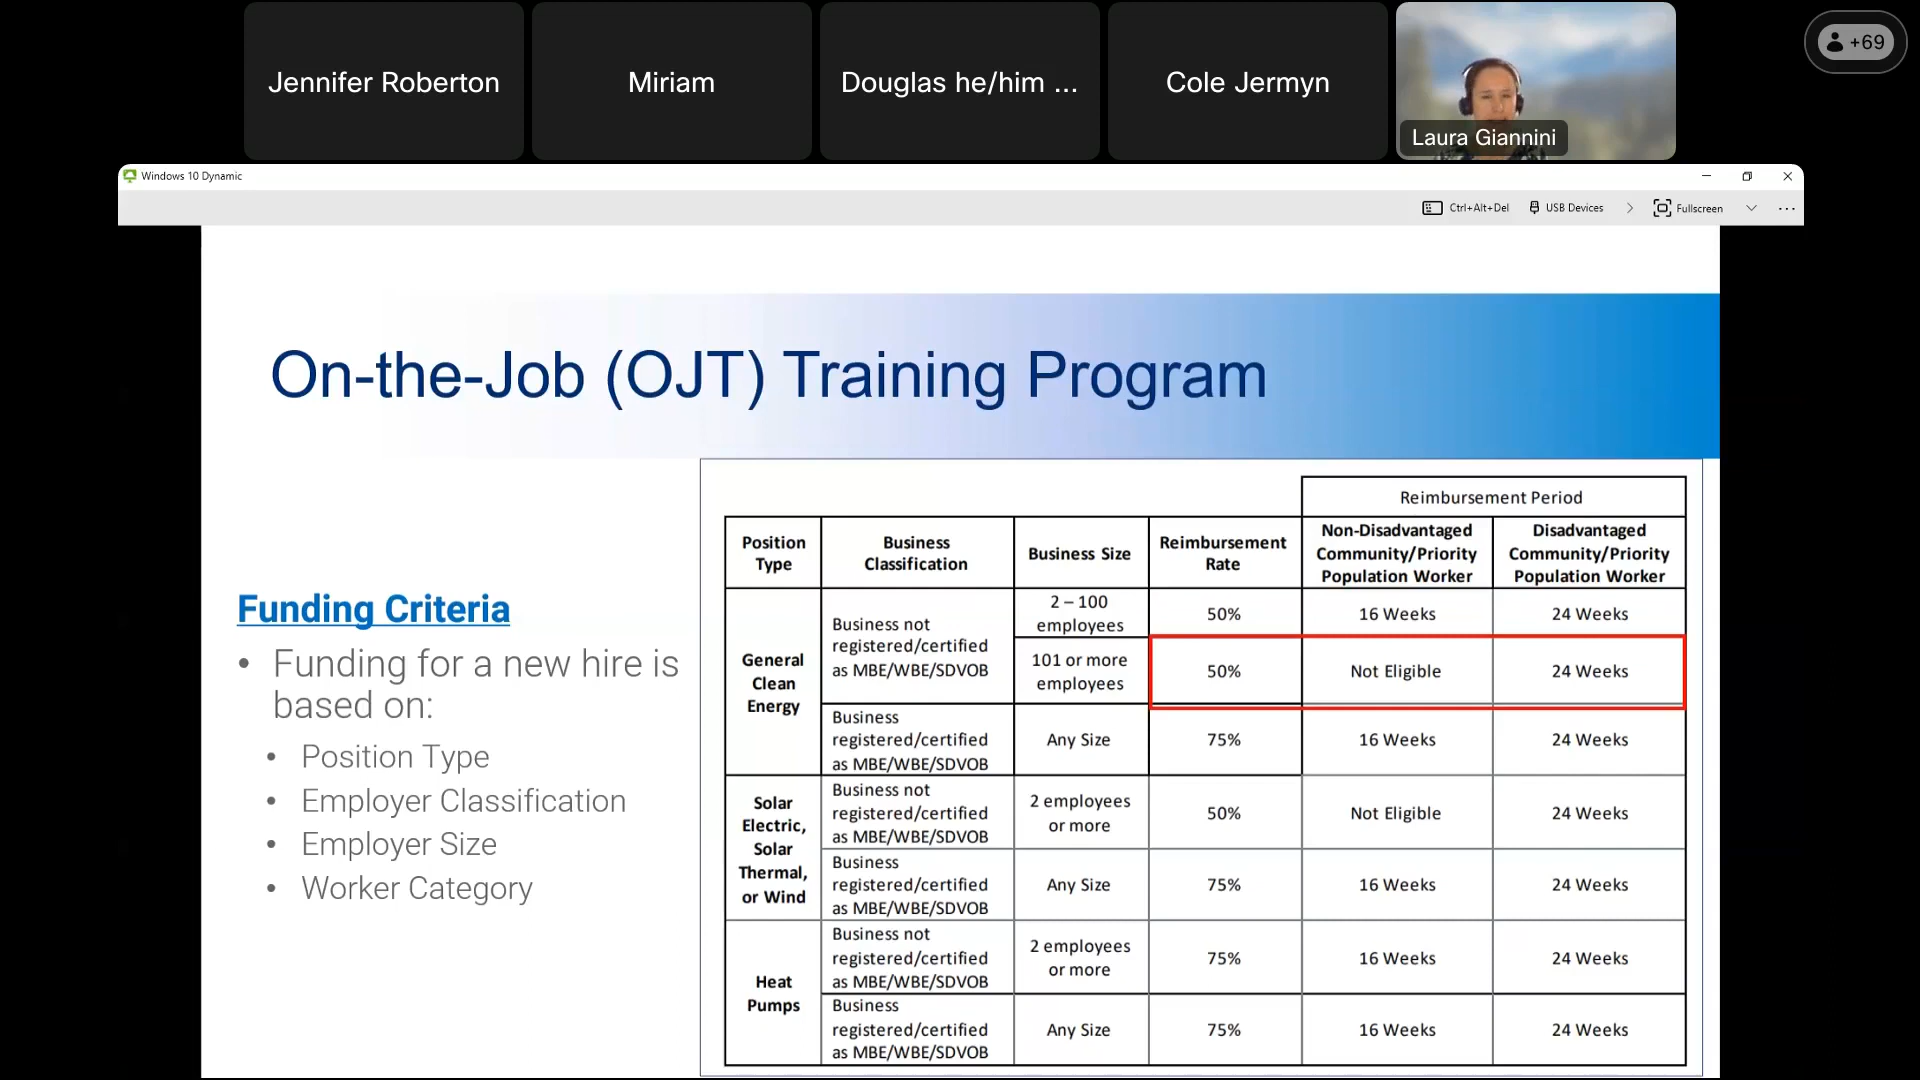 Jennifer Roberton
Miriam
Douglas he/him ...
Cole Jermyn
Laura Giannini
+69
Windows 10 Dynamic
Ctrl+Alt+Del
USB Devices
Fullscreen
On-the-Job (OJT) Training Program
Funding Criteria
• Funding for a new hire is
based on:
• Position Type
• Employer Classification
• Employer Size
• Worker Category
Reimbursement Period
Position
Type
Business
Classification
Business Size
Reimbursement
Rate
Non-Disadvantaged
Community/Priority
Population Worker
Disadvantaged
Community/Priority
Population Worker
General
Clean
Energy
Business not
registered/certified
as MBE/WBE/SDVOB
2 – 100
employees
50%
16 Weeks
24 Weeks
101 or more
employees
50%
Not Eligible
24 Weeks
Business
registered/certified
as MBE/WBE/SDVOB
Any Size
75%
16 Weeks
24 Weeks
Solar
Electric,
Solar
Thermal,
or Wind
Business not
registered/certified
as MBE/WBE/SDVOB
2 employees
or more
50%
Not Eligible
24 Weeks
Business
registered/certified
as MBE/WBE/SDVOB
Any Size
75%
16 Weeks
24 Weeks
Heat
Pumps
Business not
registered/certified
as MBE/WBE/SDVOB
2 employees
or more
75%
16 Weeks
24 Weeks
Business
registered/certified
as MBE/WBE/SDVOB
Any Size
75%
16 Weeks
24 Weeks